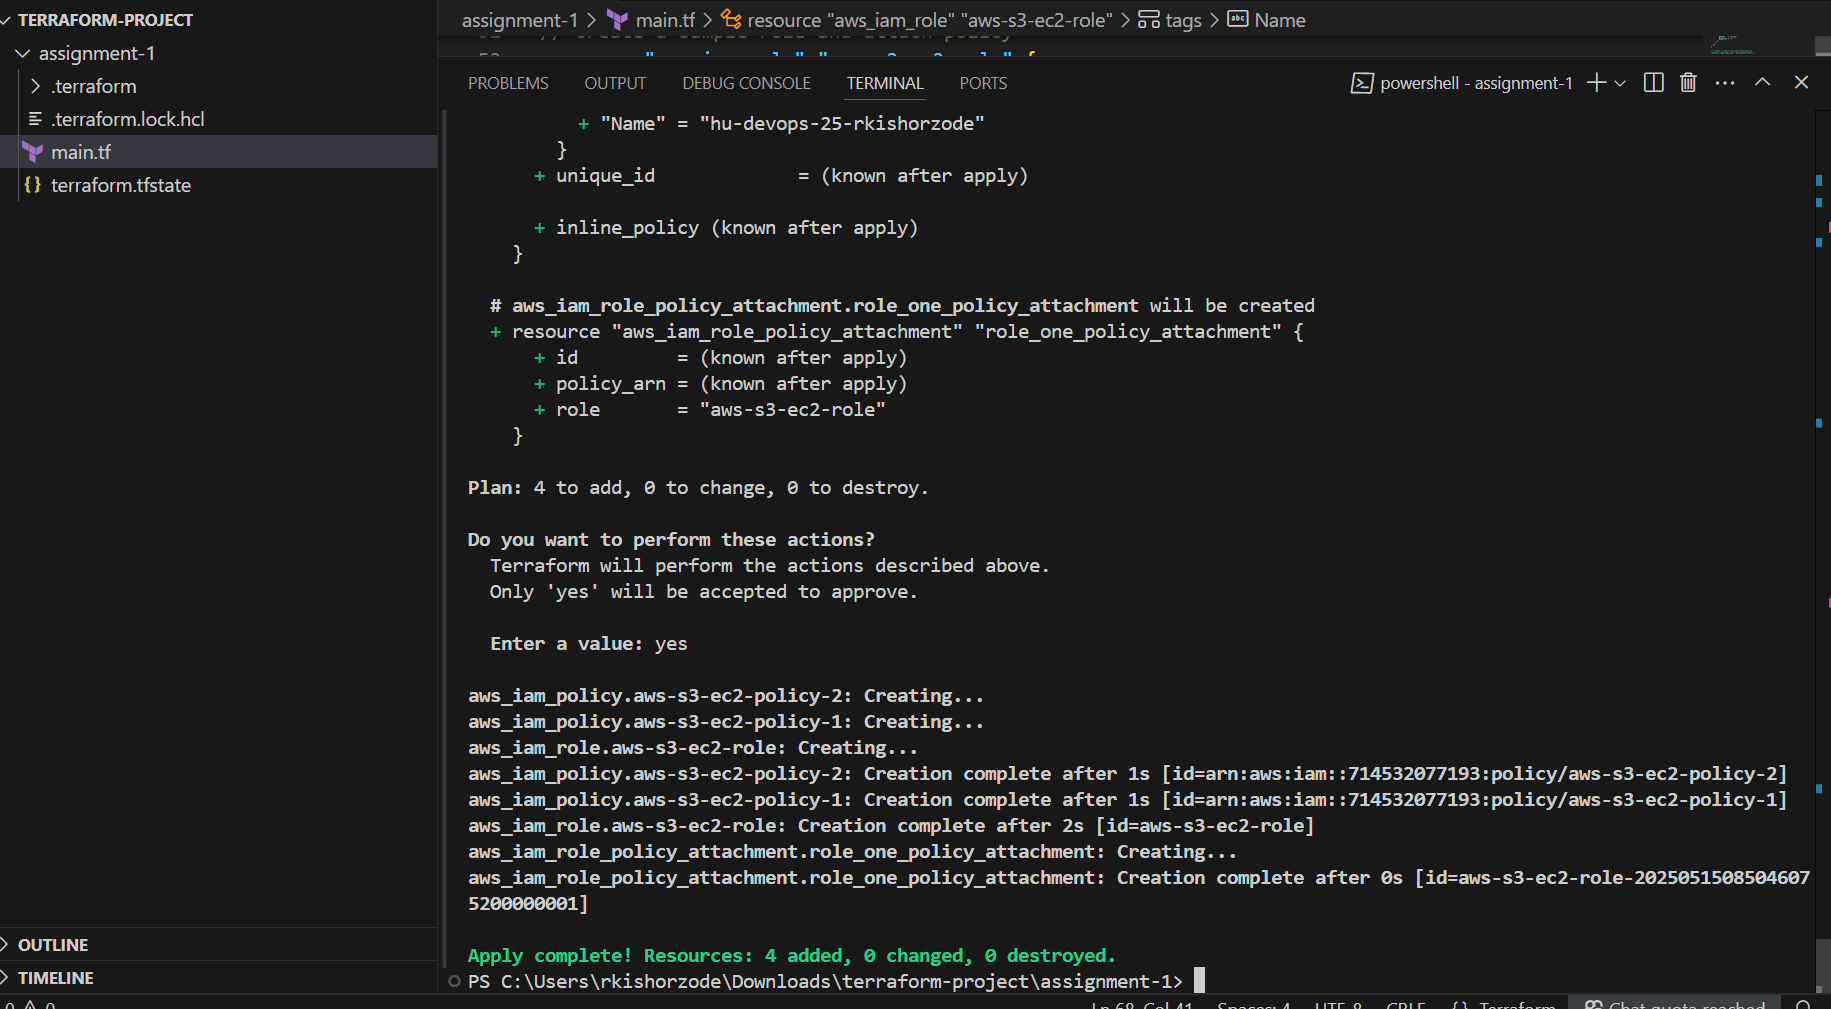 TERRAFORM-PROJECT
assignment-1
.terraform
.terraform.lock.hcl
main.tf
{} terraform.tfstate
OUTLINE
TIMELINE
assignment-1 > main.tf > resource "aws_iam_role" "aws-s3-ec2-role" > tags > abc Name
PROBLEMS OUTPUT DEBUG CONSOLE TERMINAL PORTS powershell - assignment-1
+ "Name" = "hu-devops-25-rkishorzode"
}
+ unique_id = (known after apply)
+ inline_policy (known after apply)
}
# aws_iam_role_policy_attachment.role_one_policy_attachment will be created
+ resource "aws_iam_role_policy_attachment" "role_one_policy_attachment" {
+ id = (known after apply)
+ policy_arn = (known after apply)
+ role = "aws-s3-ec2-role"
}
Plan: 4 to add, 0 to change, 0 to destroy.
Do you want to perform these actions?
Terraform will perform the actions described above.
Only 'yes' will be accepted to approve.
Enter a value: yes
aws_iam_policy.aws-s3-ec2-policy-2: Creating...
aws_iam_policy.aws-s3-ec2-policy-1: Creating...
aws_iam_role.aws-s3-ec2-role: Creating...
aws_iam_policy.aws-s3-ec2-policy-2: Creation complete after 1s [id=arn:aws:iam::714532077193:policy/aws-s3-ec2-policy-2]
aws_iam_policy.aws-s3-ec2-policy-1: Creation complete after 1s [id=arn:aws:iam::714532077193:policy/aws-s3-ec2-policy-1]
aws_iam_role.aws-s3-ec2-role: Creation complete after 2s [id=aws-s3-ec2-role]
aws_iam_role_policy_attachment.role_one_policy_attachment: Creating...
aws_iam_role_policy_attachment.role_one_policy_attachment: Creation complete after 0s [id=aws-s3-ec2-role-2025051508504607
5200000001]
Apply complete! Resources: 4 added, 0 changed, 0 destroyed.
PS C:\Users\rkishorzode\Downloads\terraform-project\assignment-1>
Ln 68, Col 41 Spaces: 4 UTF-8 CRLF {} Terraform Chat quota reached